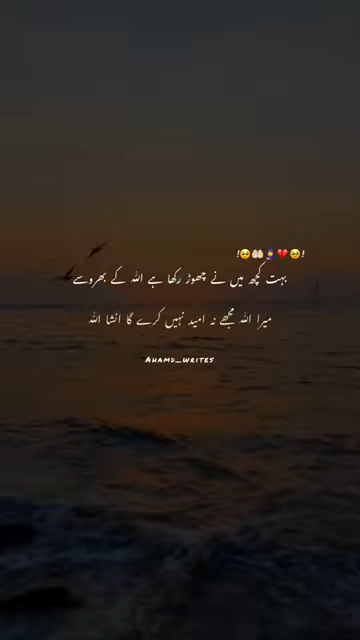 !🥺💔🧕🤲🏻🥺!
بہت کچھ میں نے چھوڑ رکھا ہے اللہ کے بھروسے
میرا اللہ مجھے نہ امید نہیں کرے گا انشا اللہ
Ahamd_writes